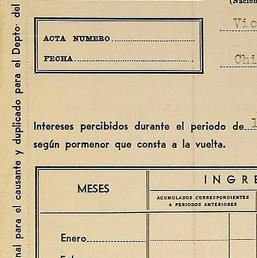 (Nacion
ACTA NUMERO
Vic
FECHA
Chi
Intereses percibidos durante el periodo de 1
según pormenor que consta a la vuelta.
INGRE
MESES
ACUMULADOS CORRESPONDIENTES
A PERIODOS ANTERIORES
Enero
nal para el causante y duplicado para el Depto. del